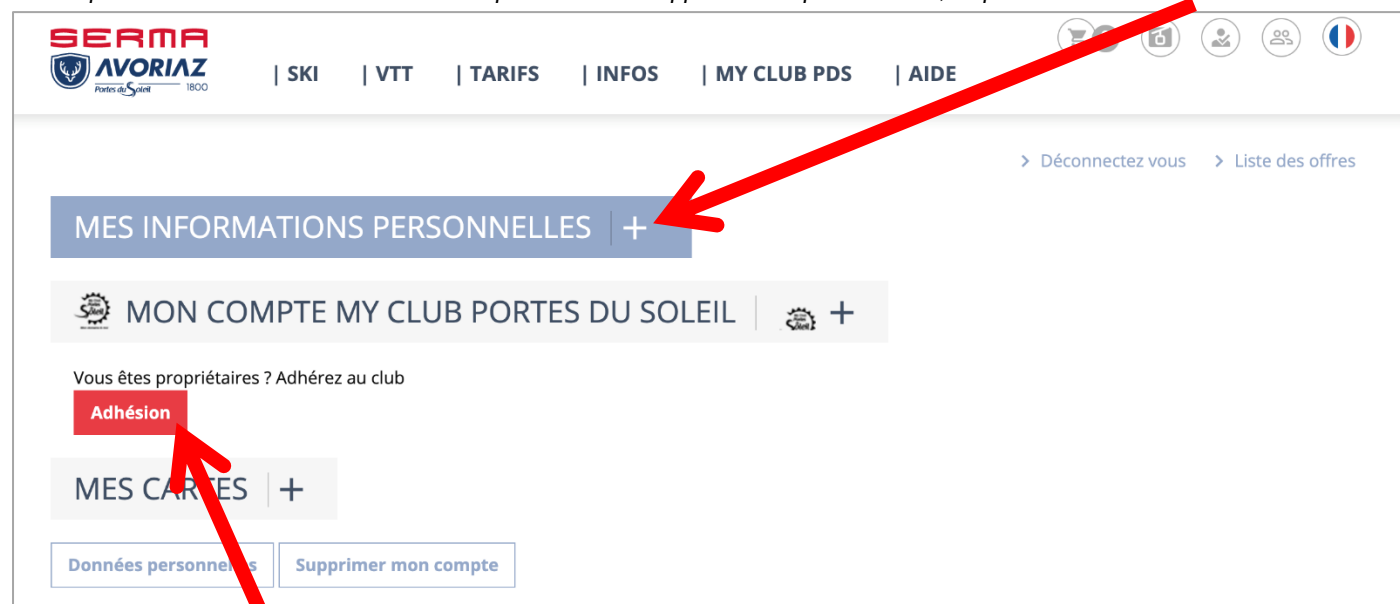 SERMA
AVORIAZ
Portes du Soleil 1800
| SKI | VTT | TARIFS | INFOS | MY CLUB PDS | AIDE
> Déconnectez vous > Liste des offres
MES INFORMATIONS PERSONNELLES | +
MON COMPTE MY CLUB PORTES DU SOLEIL | +
Vous êtes propriétaires ? Adhérez au club
Adhésion
MES CARTES | +
Données personnelles Supprimer mon compte